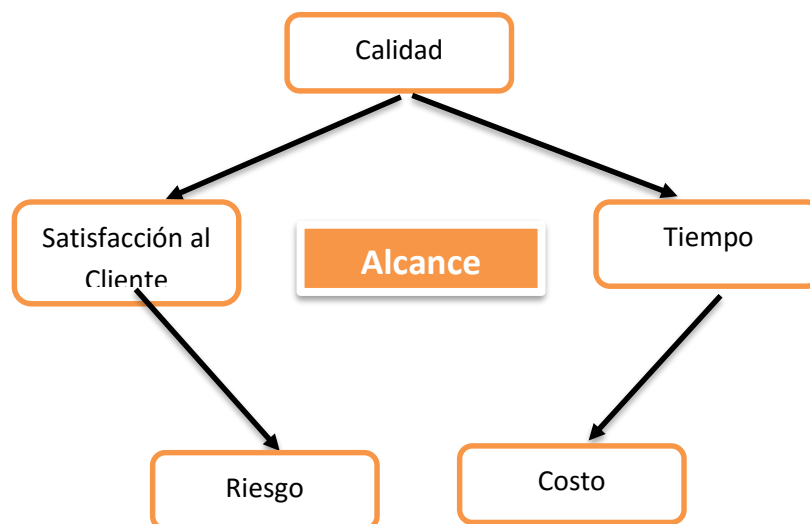 Calidad
Satisfacción al
Cliente
Alcance
Tiempo
Riesgo
Costo